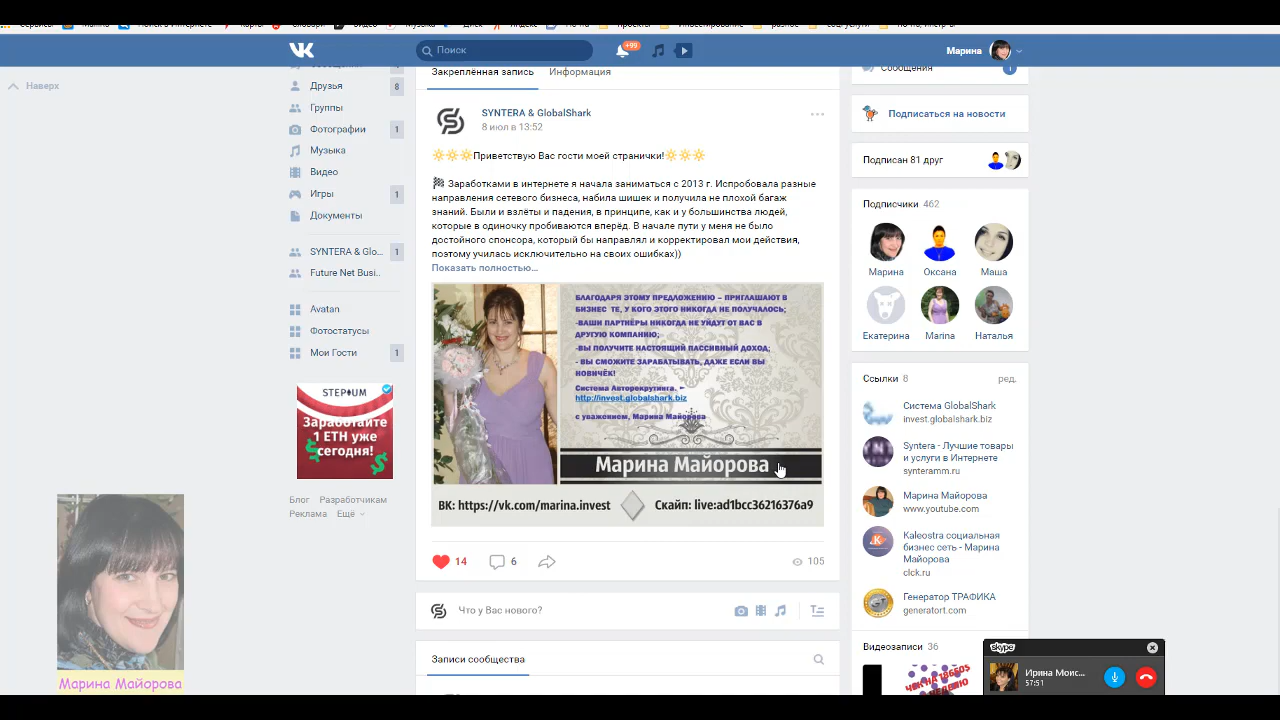 Поиск
+99
Марина
Наверх
Друзья 8
Группы
Фотографии 1
Музыка
Видео
Игры 1
Документы
SYNTERA & Glo... 1
Future Net Busi..
Avatan
Фотостатусы
Мои Гости 1
STEPIUM
Заработайте
1 ETH уже
сегодня!
Блог Разработчикам
Реклама Ещё
Марина Майорова
Закреплённая запись Информация
SYNTERA & GlobalShark
8 июл в 13:52
Приветствую Вас гости моей странички!
Заработками в интернете я начала заниматься с 2013 г. Испробовала разные
направления сетевого бизнеса, набила шишек и получила не плохой багаж
знаний. Были и взлёты и падения, в принципе, как и у большинства людей,
которые в одиночку пробиваются вперёд. В начале пути у меня не было
достойного спонсора, который бы направлял и корректировал мои действия,
поэтому училась исключительно на своих ошибках))
Показать полностью...
БЛАГОДАРЯ ЭТОМУ ПРЕДЛОЖЕНИЮ – ПРИГЛАШАЮТ В
БИЗНЕС ТЕ, У КОГО ЭТОГО НИКОГДА НЕ ПОЛУЧАЛОСЬ;
-ВАШИ ПАРТНЁРЫ НИКОГДА НЕ УЙДУТ ОТ ВАС В
ДРУГУЮ КОМПАНИЮ;
-ВЫ ПОЛУЧИТЕ НАСТОЯЩИЙ ПАССИВНЫЙ ДОХОД;
- ВЫ СМОЖИТЕ ЗАРАБАТЫВАТЬ, ДАЖЕ ЕСЛИ ВЫ
НОВИЧЁК!
Система Авторекрутинга. –
http://invest.globalshark.biz
с уважением, Марина Майорова
Марина Майорова
ВК: https://vk.com/marina.invest Скайп: live:ad1bcc36216376a9
14 6 105
Что у Вас нового?
Записи сообщества
Сообщения 1
Подписаться на новости
Подписан 81 друг
Подписчики 462
Марина Оксана Маша
Екатерина Marina Наталья
Ссылки 8 ред.
Система GlobalShark
invest.globalshark.biz
Syntera - Лучшие товары
и услуги в Интернете
synteramm.ru
Марина Майорова
www.youtube.com
Kaleostra социальная
бизнес сеть - Марина
Майорова
clck.ru
Генератор ТРАФИКА
generatort.com
Видеозаписи 36
ЧЕК НА 18650$
НЕДЕЛЮ
skype
Ирина Моис...
57:51